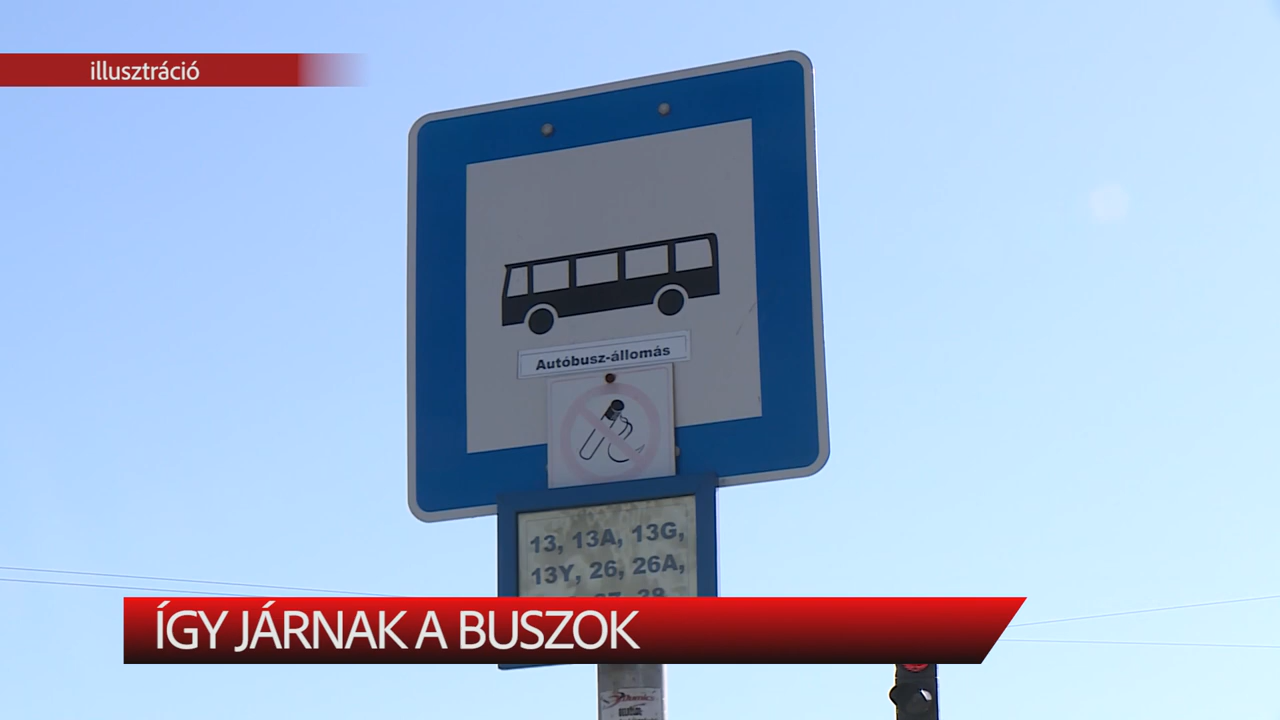 illusztráció
Autóbusz-állomás
13, 13A, 13G,
13Y, 26, 26A,
ÍGY JÁRNAK A BUSZOK